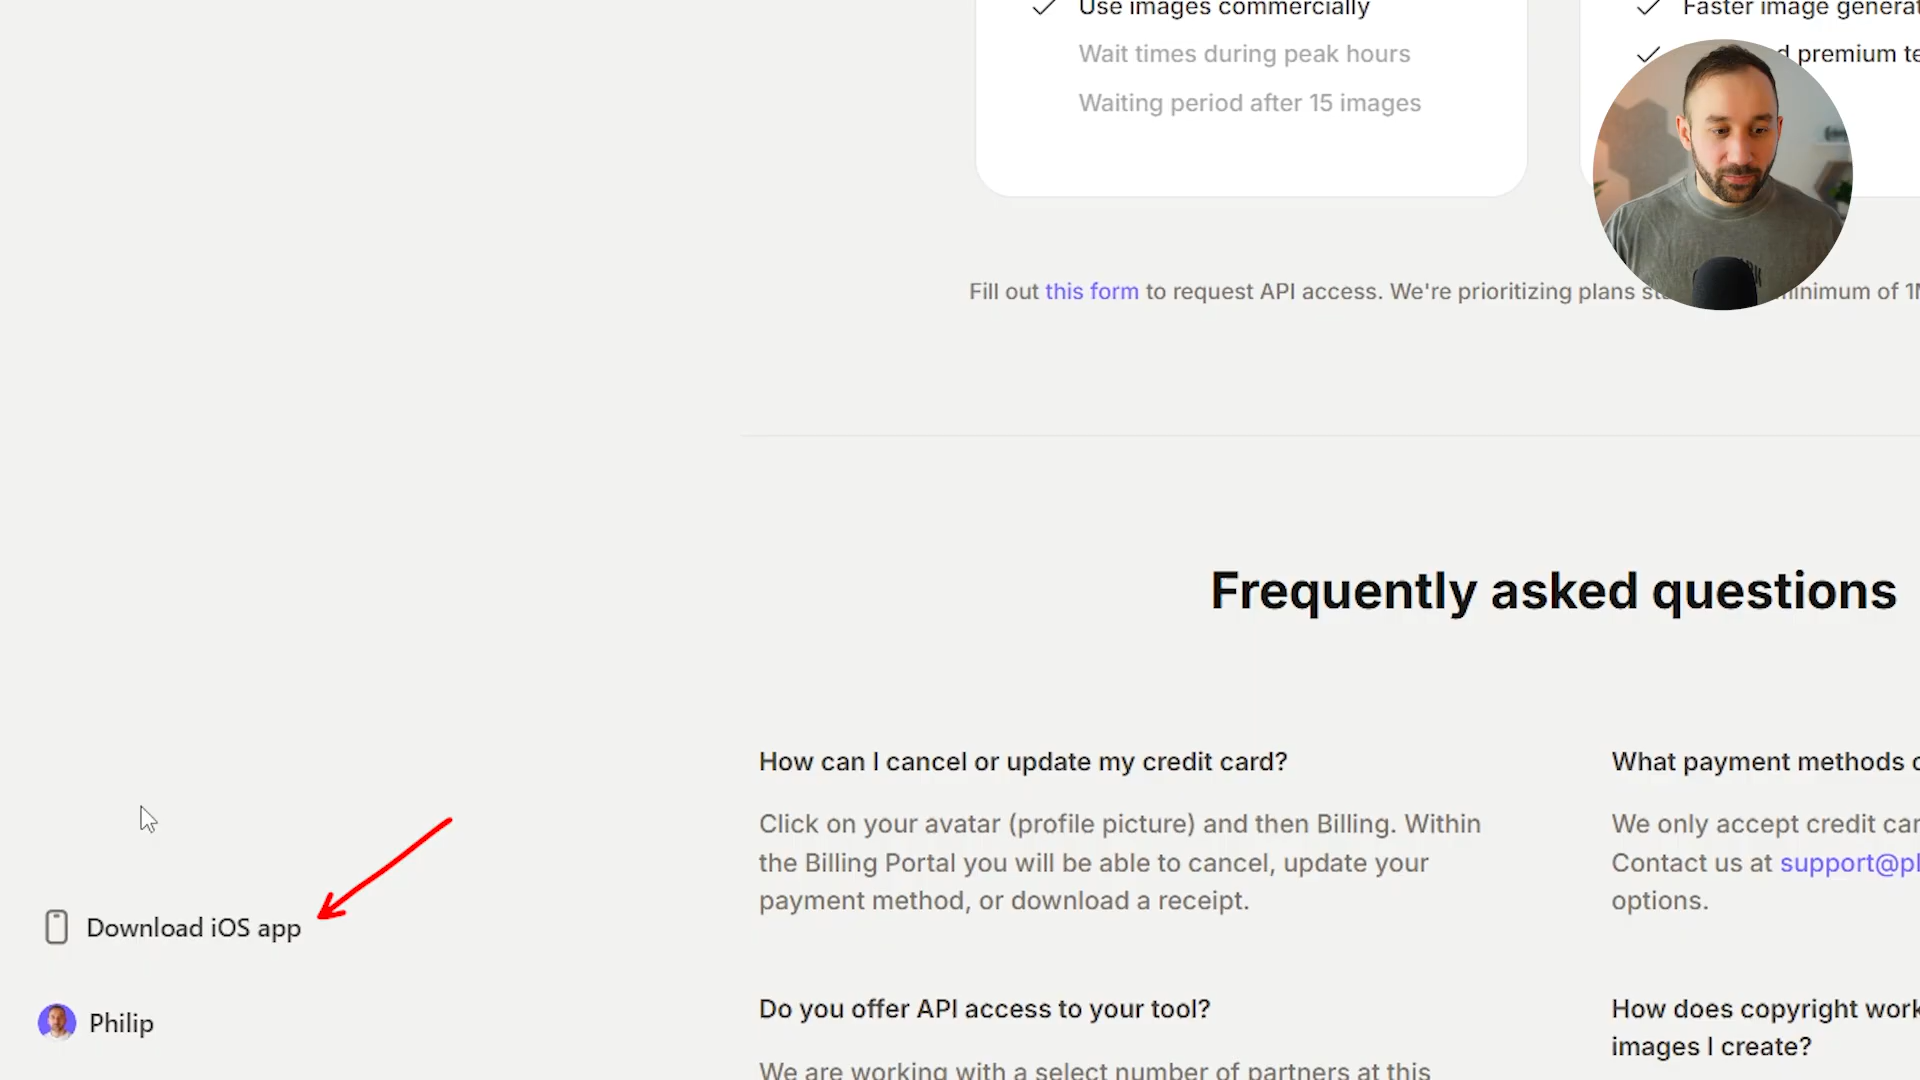 Use images commercially
Wait times during peak hours
Waiting period after 15 images
Faster image
premium
Fill out this form to request API access. We're prioritizing plans minimum of
Frequently asked questions
How can I cancel or update my credit card?
Click on your avatar (profile picture) and then Billing. Within
the Billing Portal you will be able to cancel, update your
payment method, or download a receipt.
What payment methods
We only accept credit
Contact us at support@pl
options.
Do you offer API access to your tool?
We are working with a select number of partners at this
How does copyright work
images I create?
Download iOS app
Philip